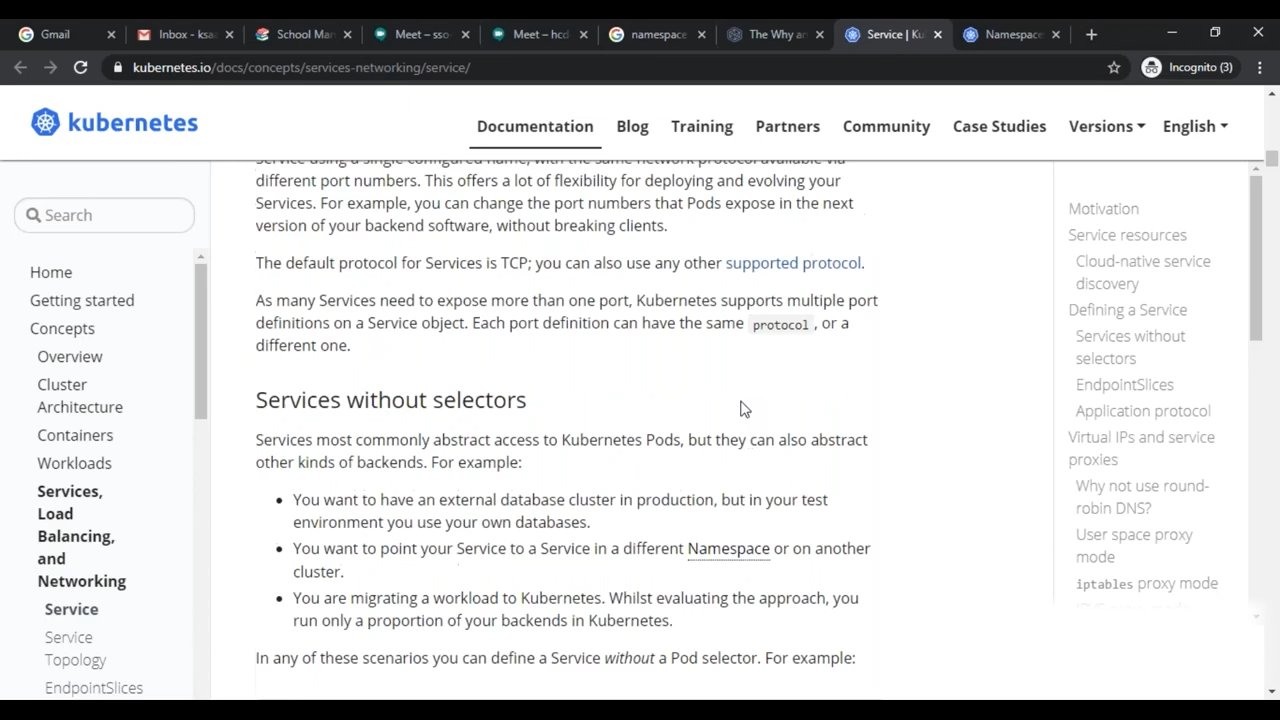 Gmail
Inbox - ksa
School Ma
Meet – sso
Meet – hcd
namespace
The Why an
Service | Ku
Namespace
kubernetes.io/docs/concepts/services-networking/service/
Incognito (3)
kubernetes
Documentation
Blog
Training
Partners
Community
Case Studies
Versions
English
Search
Home
Getting started
Concepts
Overview
Cluster
Architecture
Containers
Workloads
Services,
Load
Balancing,
and
Networking
Service
Service
Topology
EndpointSlices
Service using a single configured name, with the same network protocol available via
different port numbers. This offers a lot of flexibility for deploying and evolving your
Services. For example, you can change the port numbers that Pods expose in the next
version of your backend software, without breaking clients.
The default protocol for Services is TCP; you can also use any other supported protocol.
As many Services need to expose more than one port, Kubernetes supports multiple port
definitions on a Service object. Each port definition can have the same protocol , or a
different one.
Services without selectors
Services most commonly abstract access to Kubernetes Pods, but they can also abstract
other kinds of backends. For example:
You want to have an external database cluster in production, but in your test
environment you use your own databases.
You want to point your Service to a Service in a different Namespace or on another
cluster.
You are migrating a workload to Kubernetes. Whilst evaluating the approach, you
run only a proportion of your backends in Kubernetes.
In any of these scenarios you can define a Service without a Pod selector. For example:
Motivation
Service resources
Cloud-native service
discovery
Defining a Service
Services without
selectors
EndpointSlices
Application protocol
Virtual IPs and service
proxies
Why not use round-
robin DNS?
User space proxy
mode
iptables proxy mode